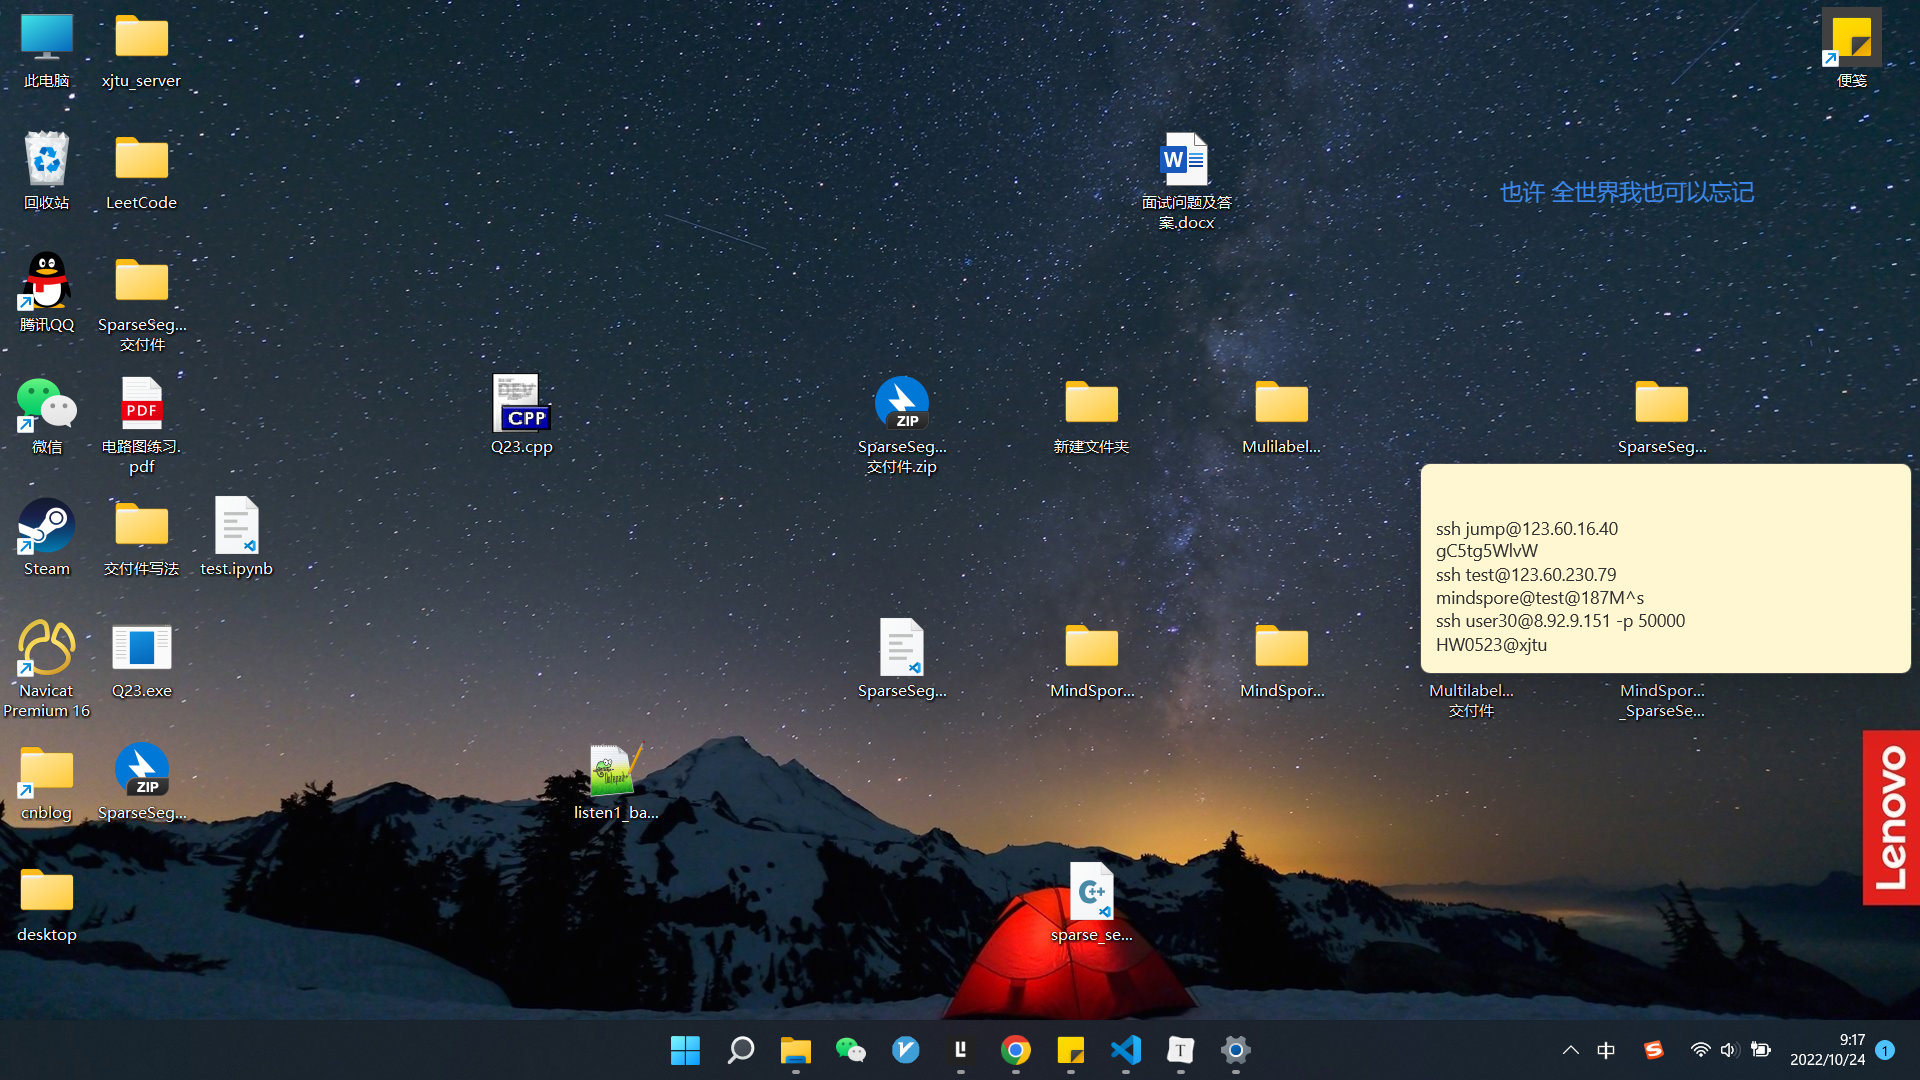 此电脑
xjtu_server
便笺
回收站
LeetCode
W
面试问题及答
案.docx
也许 全世界我也可以忘记
腾讯QQ
SparseSeg...
交付件
微信
PDF
电路图练习.
pdf
CPP
Q23.cpp
ZIP
SparseSeg...
交付件.zip
新建文件夹
Mulilabel...
SparseSeg...
Steam
交付件写法
test.ipynb
ssh jump@123.60.16.40
gC5tg5WlvW
ssh test@123.60.230.79
mindspore@test@187M^s
ssh user30@8.92.9.151 -p 50000
HW0523@xjtu
Navicat
Premium 16
Q23.exe
SparseSeg...
MindSpor...
MindSpor...
Multilabel...
交付件
MindSpor...
_SparseSe...
cnblog
ZIP
SparseSeg...
listen1_ba...
Lenovo
desktop
C++
sparse_se...
T
中
S
9:17
2022/10/24
1